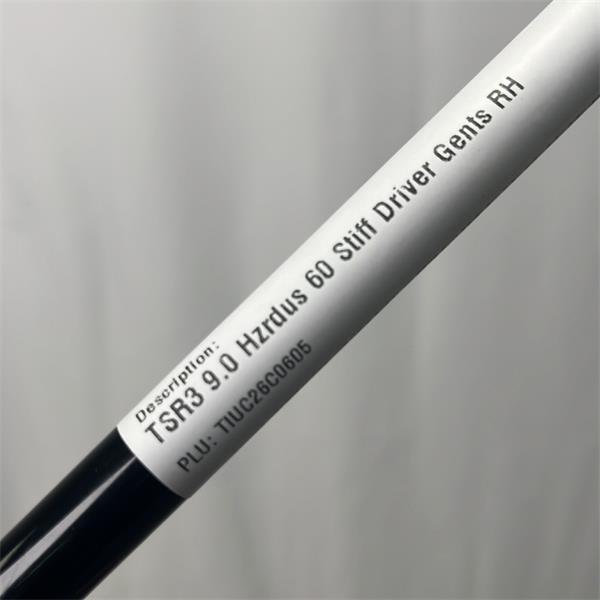 Description:
TSR3 9.0 Hzrdus 60 Stiff Driver Gents RH
PLU: TIUC26C0605